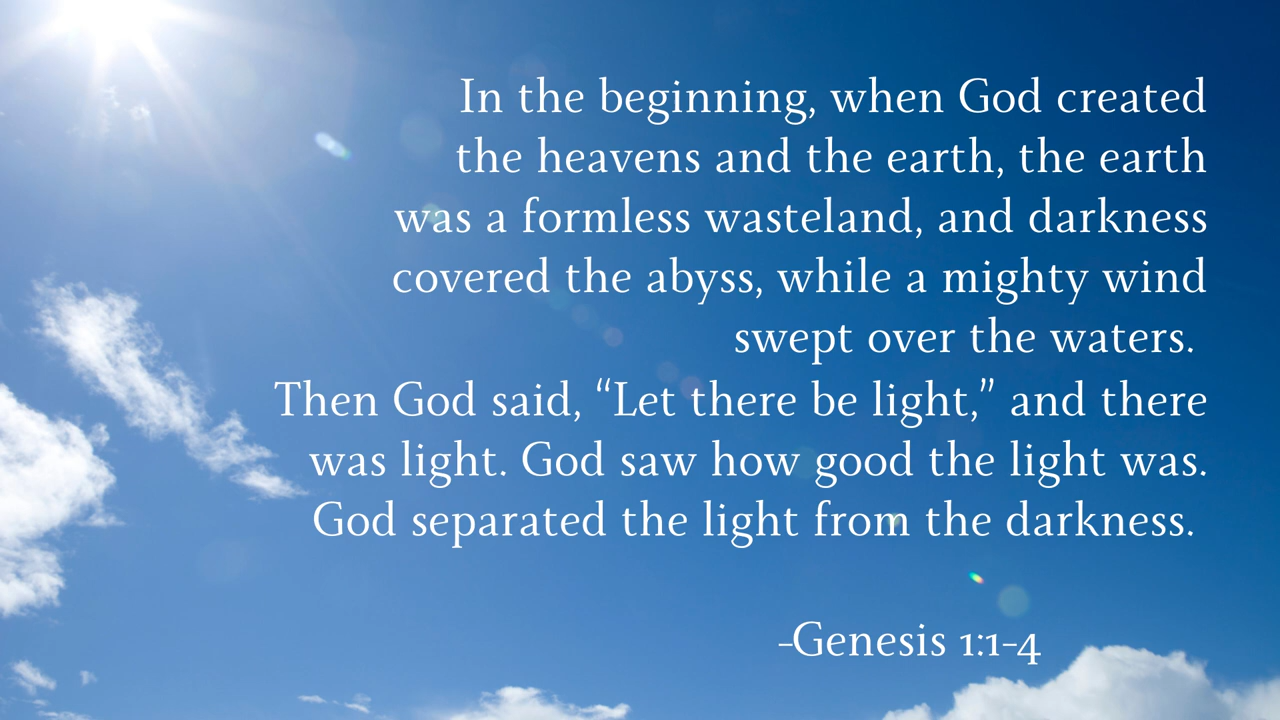 In the beginning, when God created
the heavens and the earth, the earth
was a formless wasteland, and darkness
covered the abyss, while a mighty wind
swept over the waters.
Then God said, “Let there be light,” and there
was light. God saw how good the light was.
God separated the light from the darkness.
-Genesis 1:1-4